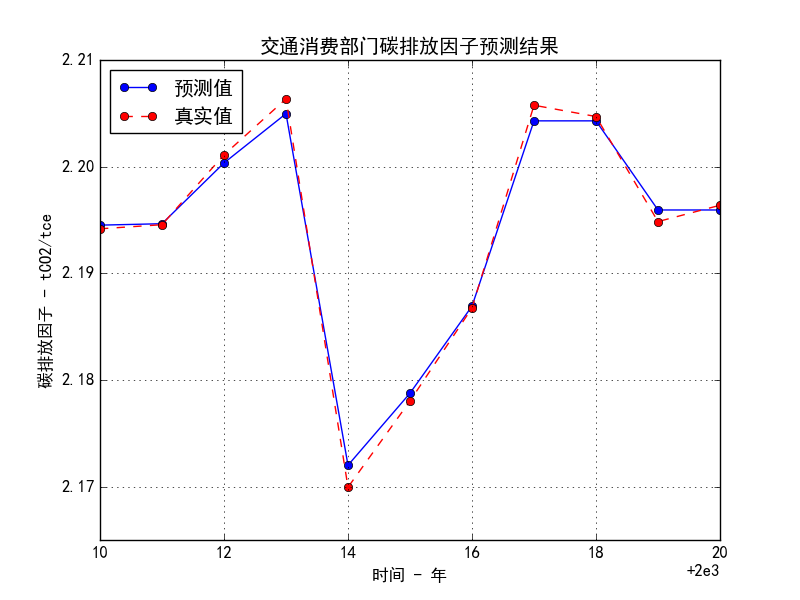 交通消费部门碳排放因子预测结果
预测值
真实值
2.21
2.20
2.19
2.18
2.17
碳排放因子 - tCO2/tce
10 12 14 16 18 20
+2e3
时间 - 年